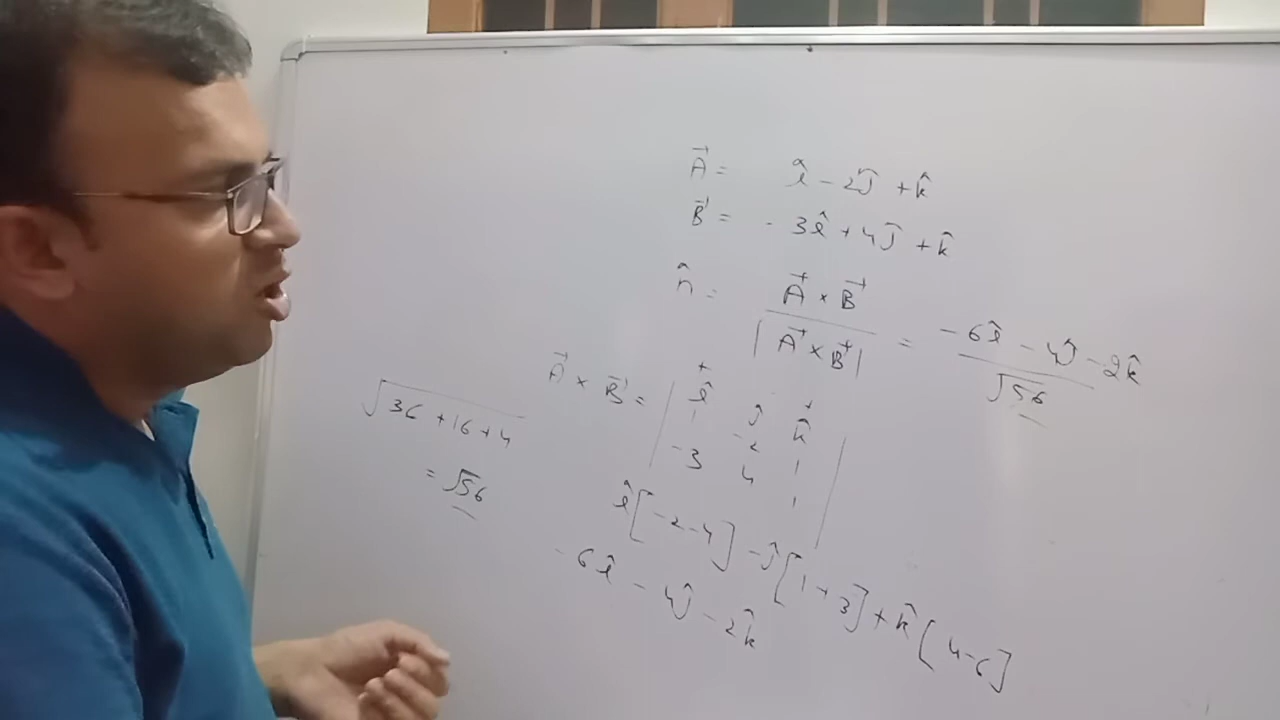 A⃗ = î - 2ĵ + k̂
B⃗ = - 3î + 4ĵ + k̂
n̂ = A⃗ × B⃗ / |A⃗ × B⃗| = -6î - 4ĵ - 2k̂ / √56
A⃗ × B⃗ = | î ĵ k̂
1 -2 1
-3 4 1 |
√36 + 16 + 4
= √56
î[-2-4] - ĵ[1+3] + k̂[4-6]
- 6î - 4ĵ - 2k̂